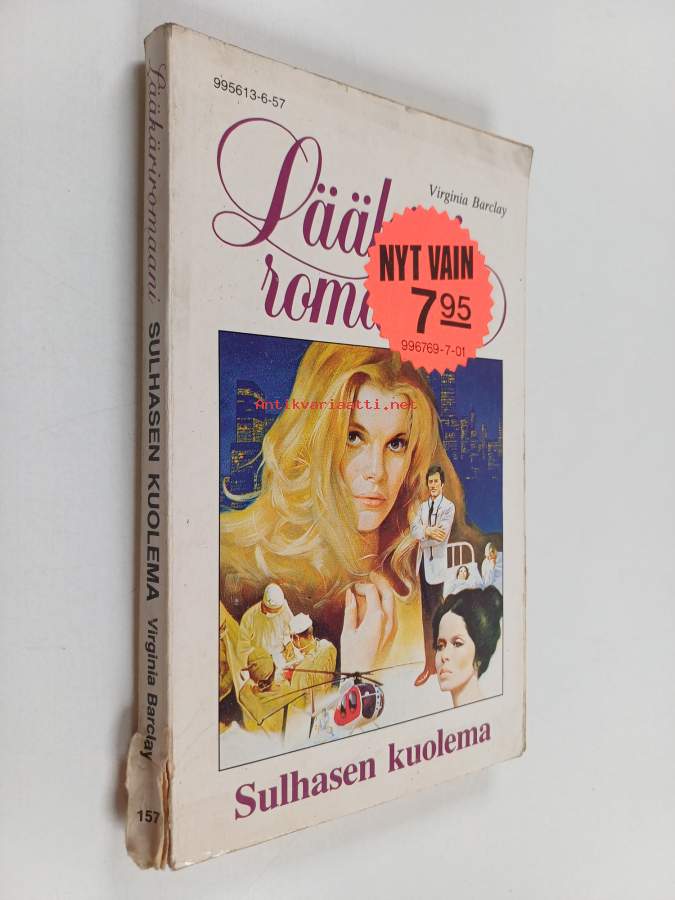 995613-6-57
Virginia Barclay
NYT VAIN
7 95
996769-7-01
Antikvariaatti.net
Sulhasen kuolema
Lääkäriromaani SULHASEN KUOLEMA Virginia Barclay
157